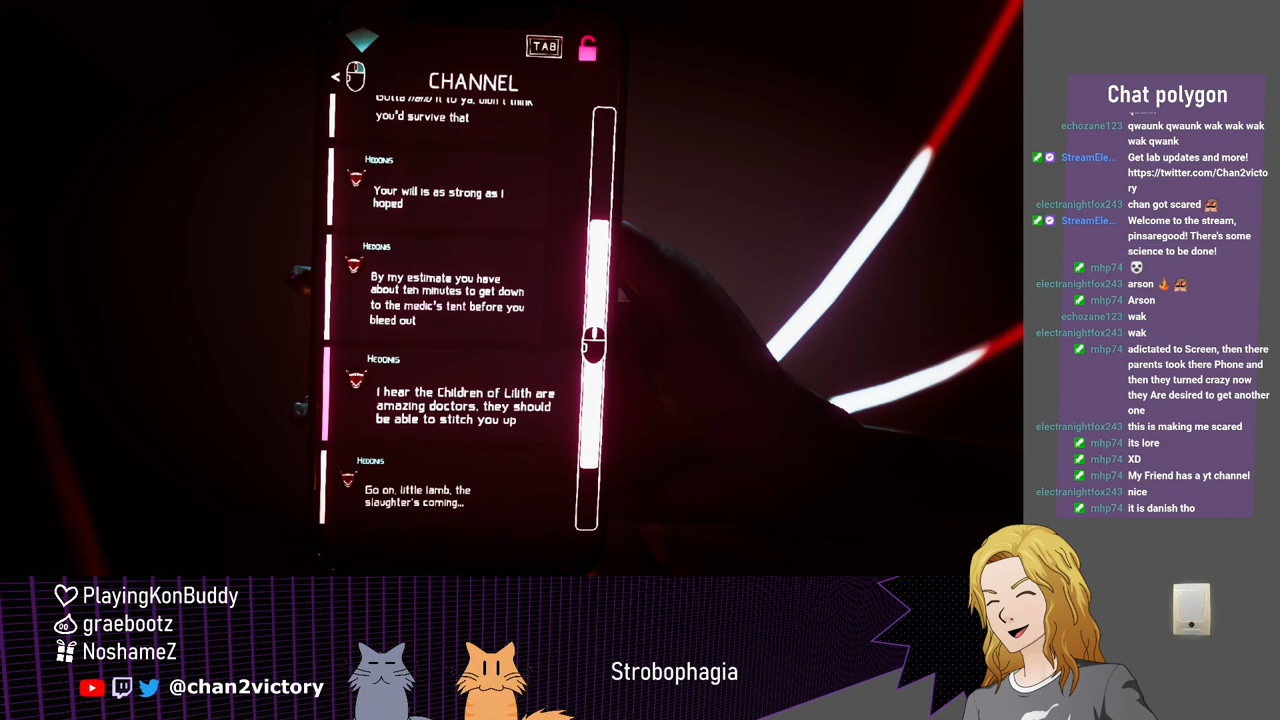 TAB
<
CHANNEL
Gotta hand it to ya, didn't think
you'd survive that
Hedonis
Your will is as strong as I
hoped
Hedonis
By my estimate you have
about ten minutes to get down
to the medic's tent before you
bleed out
Hedonis
I hear the Children of Lilith are
amazing doctors, they should
be able to stitch you up
Hedonis
Go on, little lamb, the
slaughter's coming...
Chat polygon
echozane123 qwaunk qwaunk wak wak wak
wak qwank
StreamEle... Get lab updates and more!
https://twitter.com/Chan2victo
ry
electranightfox243 chan got scared
StreamEle... Welcome to the stream,
pinsaregood! There's some
science to be done!
mhp74
electranightfox243 arson
mhp74 Arson
echozane123 wak
electranightfox243 wak
mhp74 adictated to Screen, then there
parents took there Phone and
then they turned crazy now
they Are desired to get another
one
electranightfox243 this is making me scared
mhp74 its lore
mhp74 XD
mhp74 My Friend has a yt channel
electranightfox243 nice
mhp74 it is danish tho
PlayingKonBuddy
graebootz
NoshameZ
@chan2victory
Strobophagia